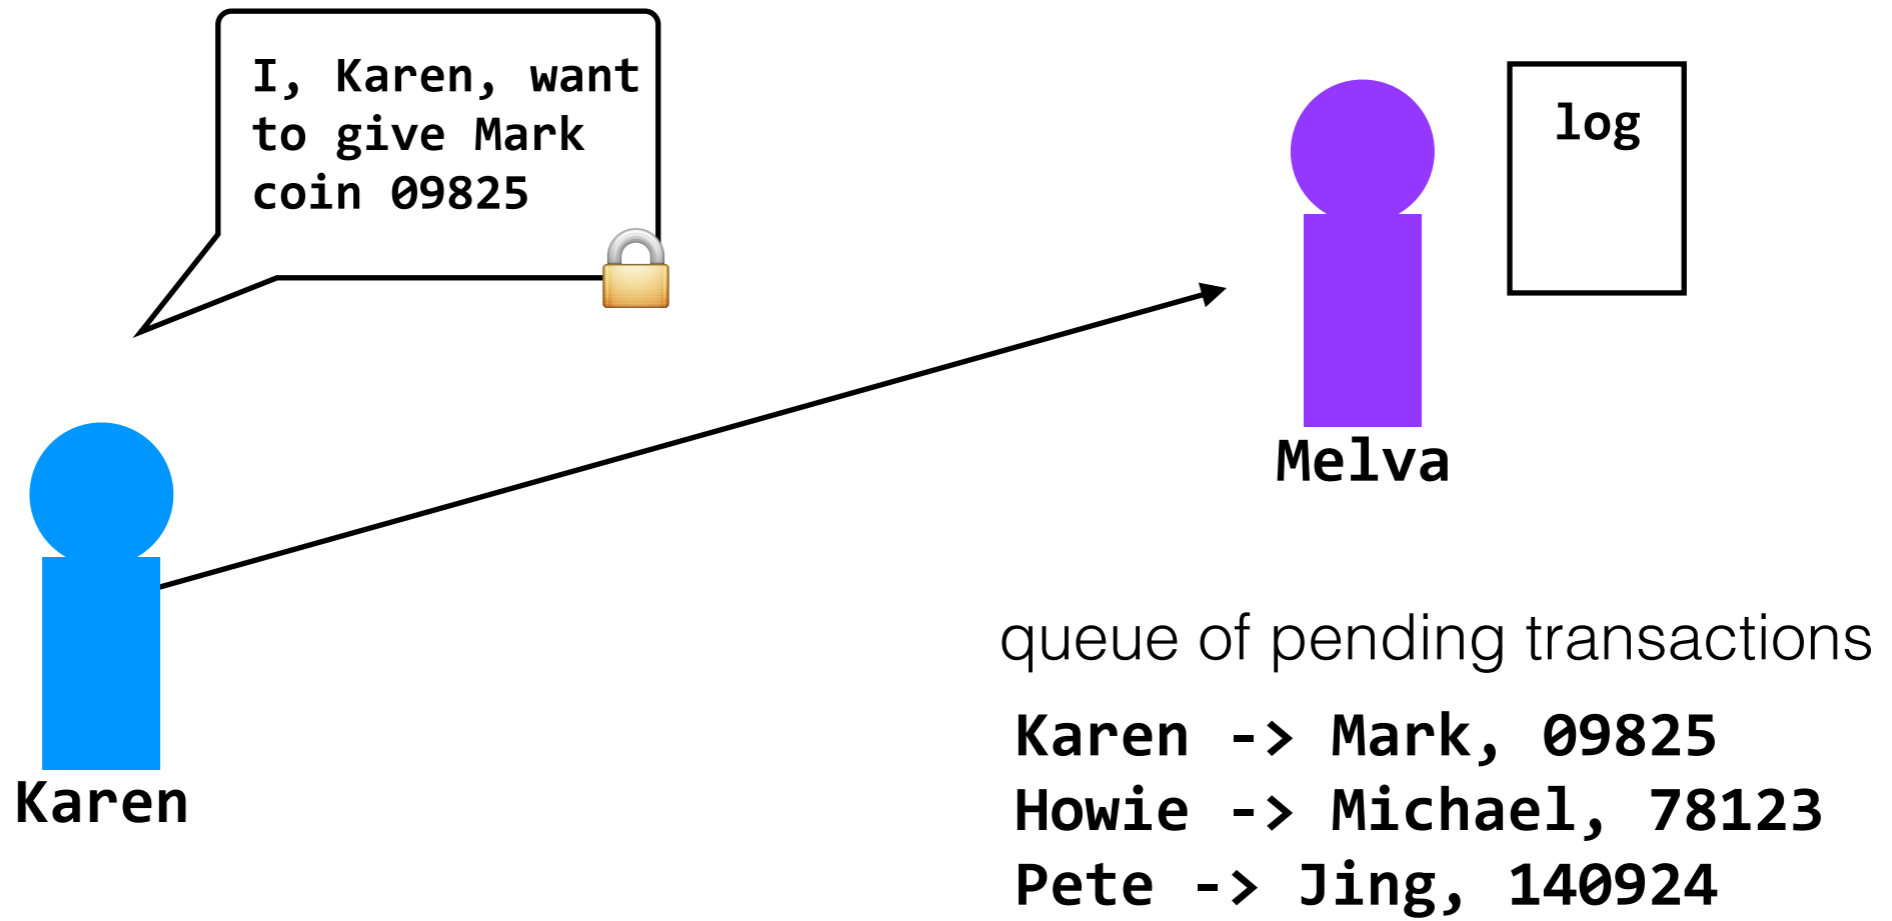 I, Karen, want
to give Mark
coin 09825
log
Melva
Karen
queue of pending transactions
Karen -> Mark, 09825
Howie -> Michael, 78123
Pete -> Jing, 140924